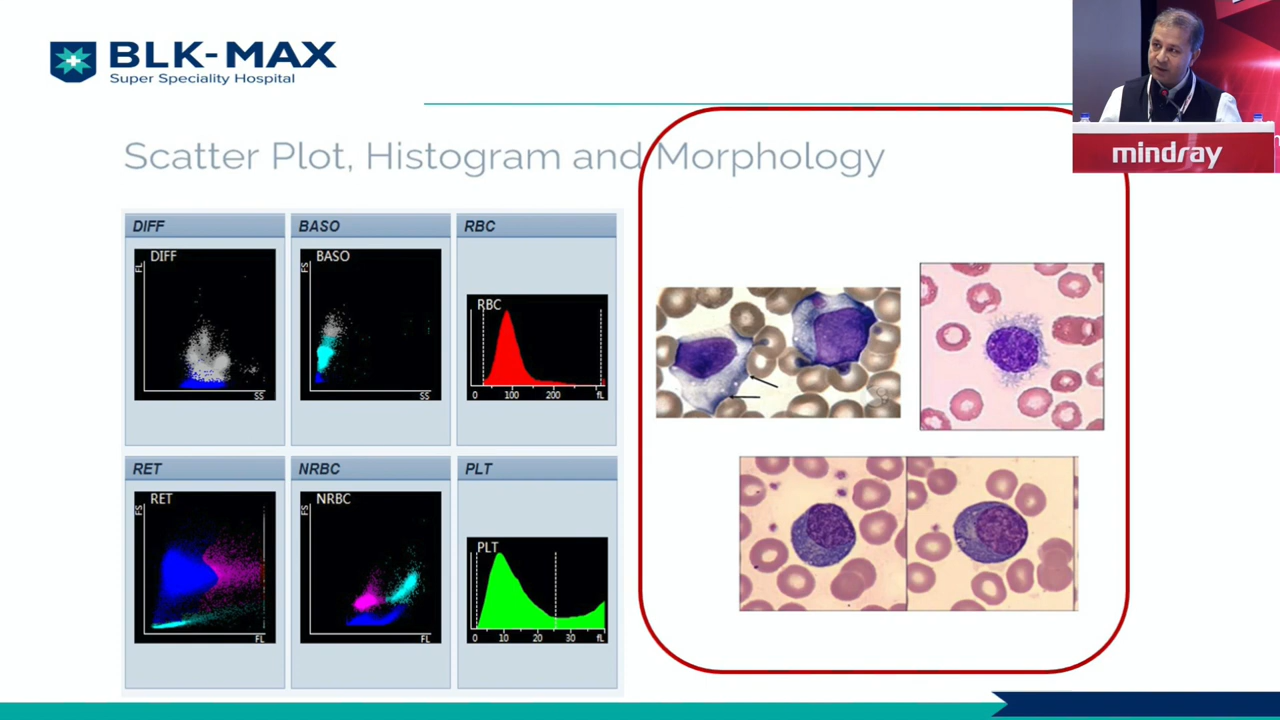 BLK-MAX
Super Speciality Hospital
mindray
Scatter Plot, Histogram and Morphology
DIFF
BASO
RBC
DIFF
FL
SS
BASO
FS
SS
RBC
0 100 200 fL
RET
NRBC
PLT
RET
FS
FL
NRBC
FS
FL
PLT
0 10 20 30 fL